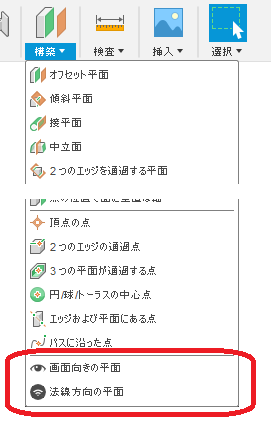 構築▼ 検査▼ 挿入▼ 選択▼
オフセット平面
傾斜平面
接平面
中立面
2つのエッジを通過する平面
頂点の点
2つのエッジの通過点
3つの平面が通過する点
円/球/トーラスの中心点
エッジおよび平面にある点
パスに沿った点
画面向きの平面
法線方向の平面